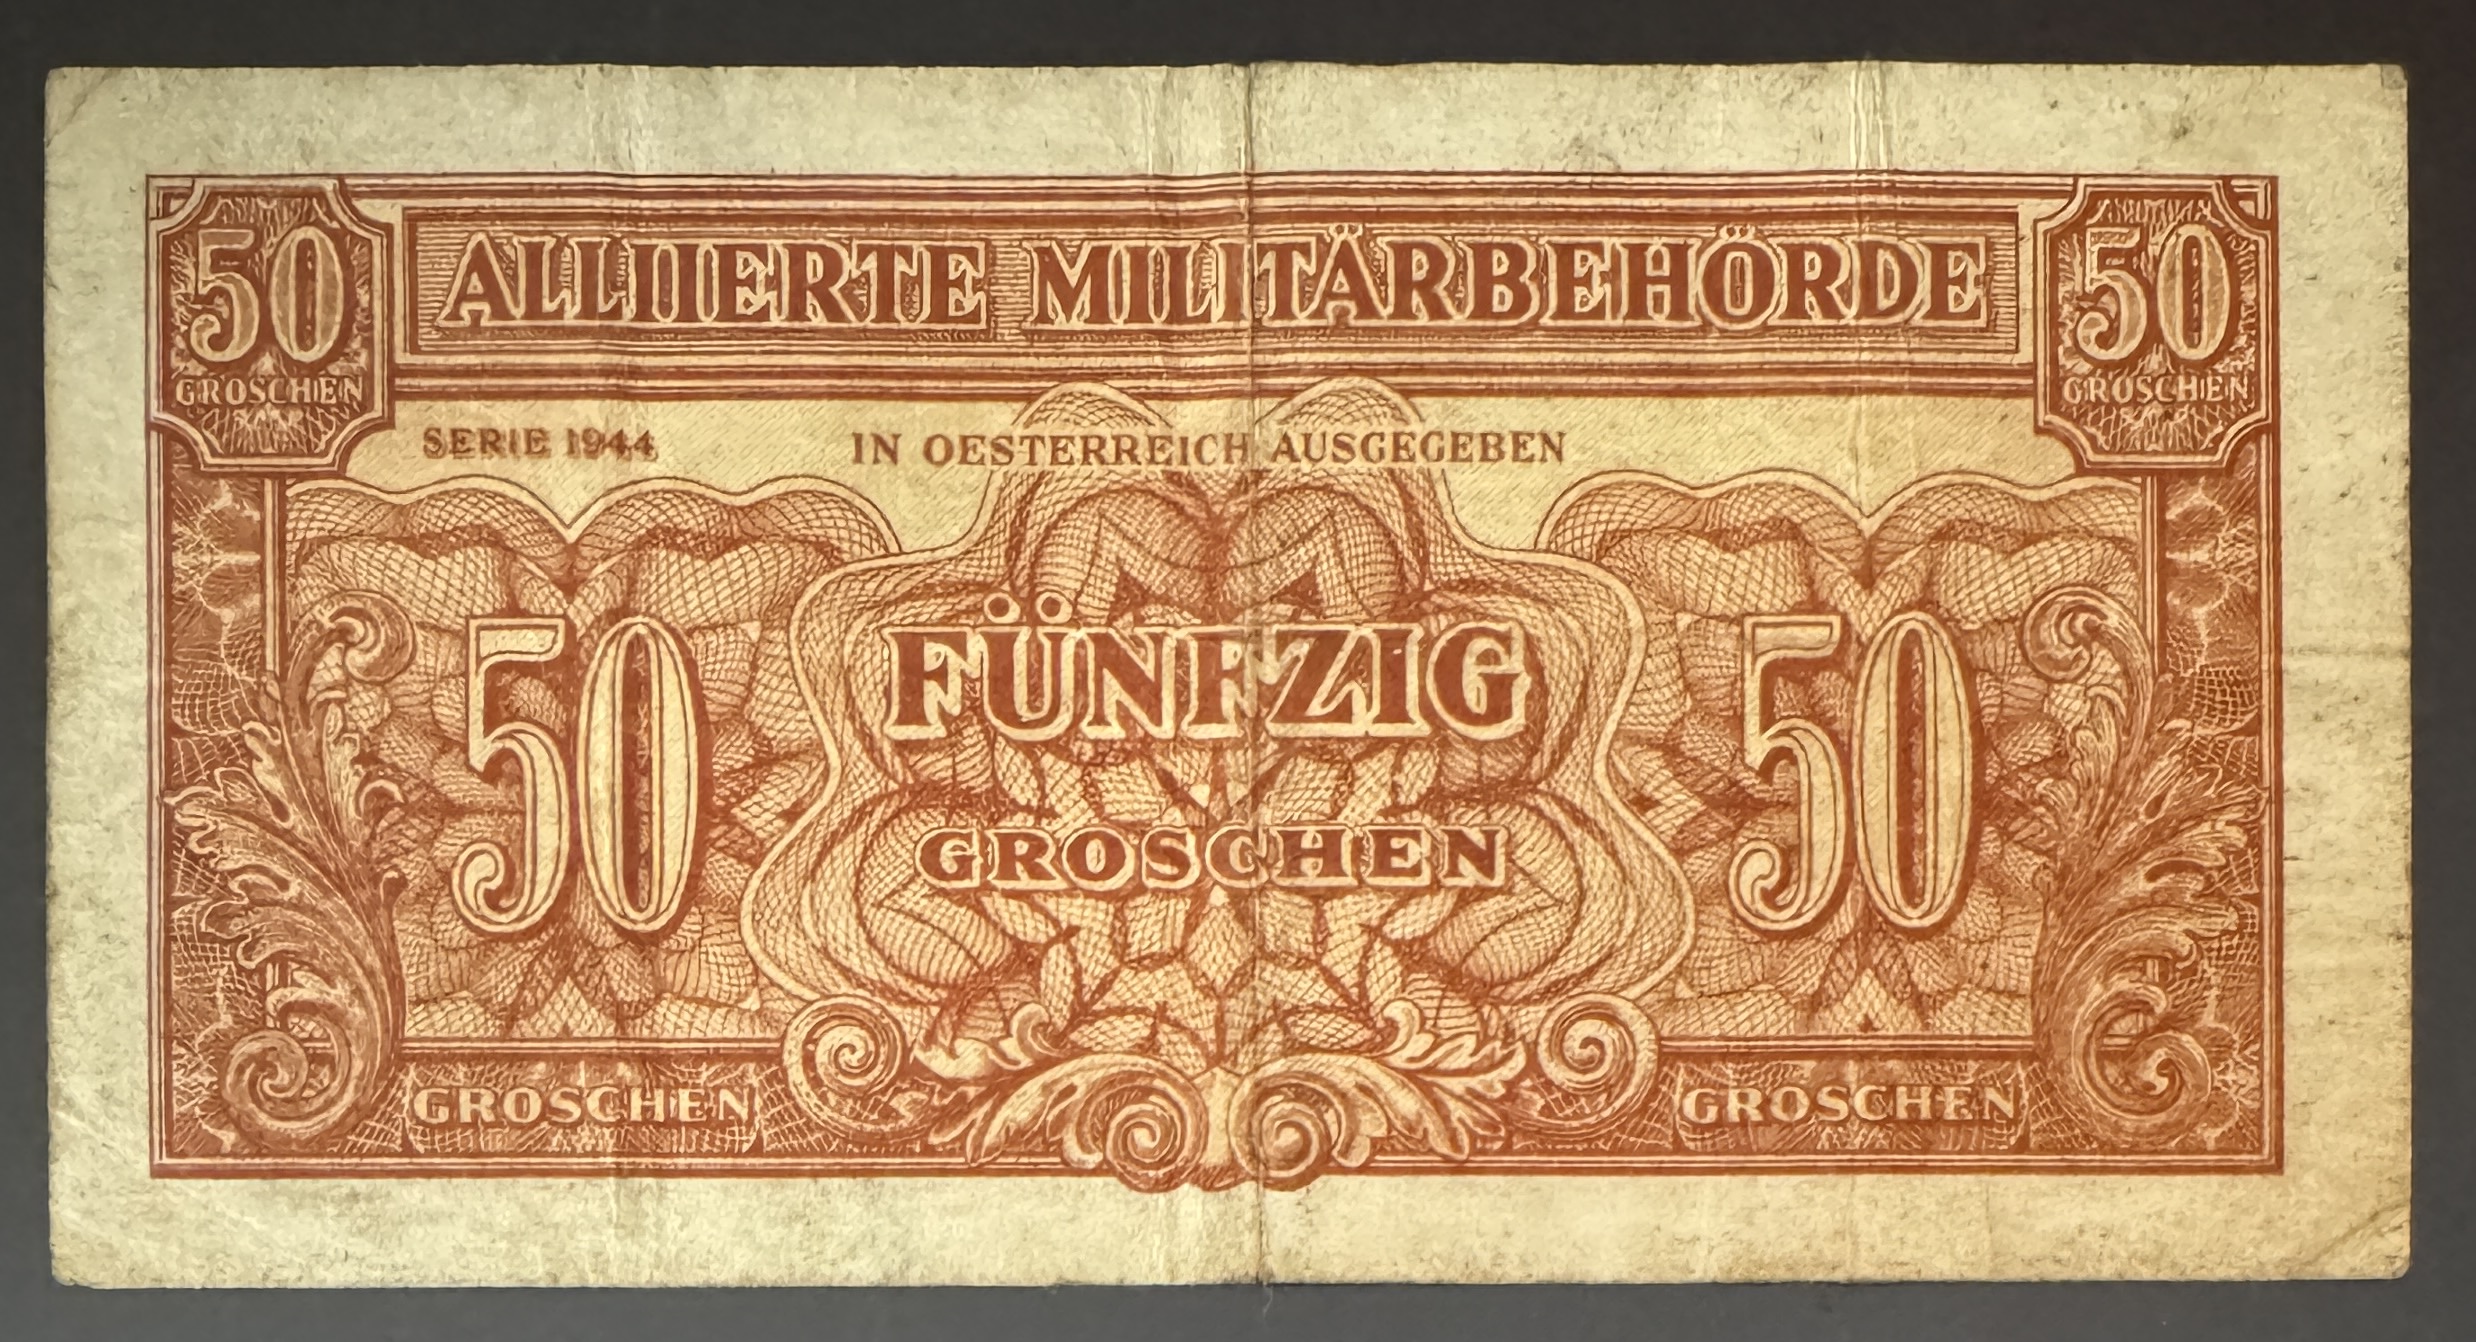 50 ALLIIERTE MILITÄRBEHÖRDE 50
GROSCHEN GROSCHEN
SERIE 1944 IN OESTERREICH AUSGEGEBEN
50 FÜNFZIG 50
GROSCHEN
GROSCHEN GROSCHEN